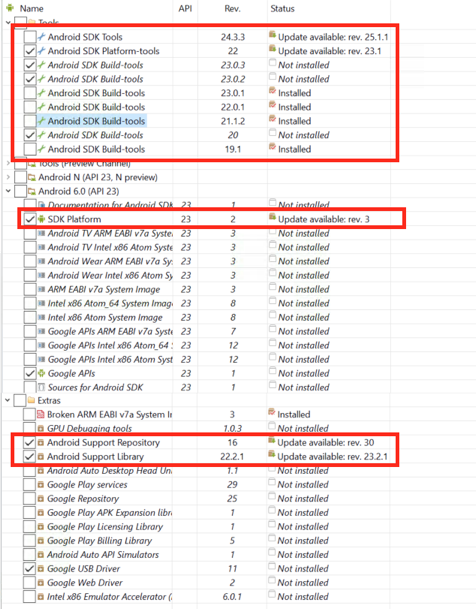 Name API Rev. Status
Tools
Android SDK Tools 24.3.3 Update available: rev. 25.1.1
Android SDK Platform-tools 22 Update available: rev. 23.1
Android SDK Build-tools 23.0.3 Not installed
Android SDK Build-tools 23.0.2 Not installed
Android SDK Build-tools 23.0.1 Installed
Android SDK Build-tools 22.0.1 Installed
Android SDK Build-tools 21.1.2 Installed
Android SDK Build-tools 20 Not installed
Android SDK Build-tools 19.1 Installed
Tools (Preview Channel)
Android N (API 23, N preview)
Android 6.0 (API 23)
Documentation for Android SDK 23 1 Not installed
SDK Platform 23 2 Update available: rev. 3
Android TV ARM EABI v7a System 23 3 Not installed
Android TV Intel x86 Atom System 23 3 Not installed
Android Wear ARM EABI v7a System 23 3 Not installed
Android Wear Intel x86 Atom Sys 23 3 Not installed
ARM EABI v7a System Image 23 3 Not installed
Intel x86 Atom_64 System Image 23 8 Not installed
Intel x86 Atom System Image 23 8 Not installed
Google APIs ARM EABI v7a Syste 23 7 Not installed
Google APIs Intel x86 Atom_64 S 23 12 Not installed
Google APIs Intel x86 Atom Syst 23 12 Not installed
Google APIs 23 1 Not installed
Sources for Android SDK 23 1 Not installed
Extras
Broken ARM EABI v7a System Ir 3 Installed
GPU Debugging tools 1.0.3 Not installed
Android Support Repository 16 Update available: rev. 30
Android Support Library 22.2.1 Update available: rev. 23.2.1
Android Auto Desktop Head Un 1.1 Not installed
Google Play services 29 Not installed
Google Repository 25 Not installed
Google Play APK Expansion libr 1 Not installed
Google Play Licensing Library 1 Not installed
Google Play Billing Library 5 Not installed
Android Auto API Simulators 1 Not installed
Google USB Driver 11 Not installed
Google Web Driver 2 Not installed
Intel x86 Emulator Accelerator (. 6.0.1 Not installed